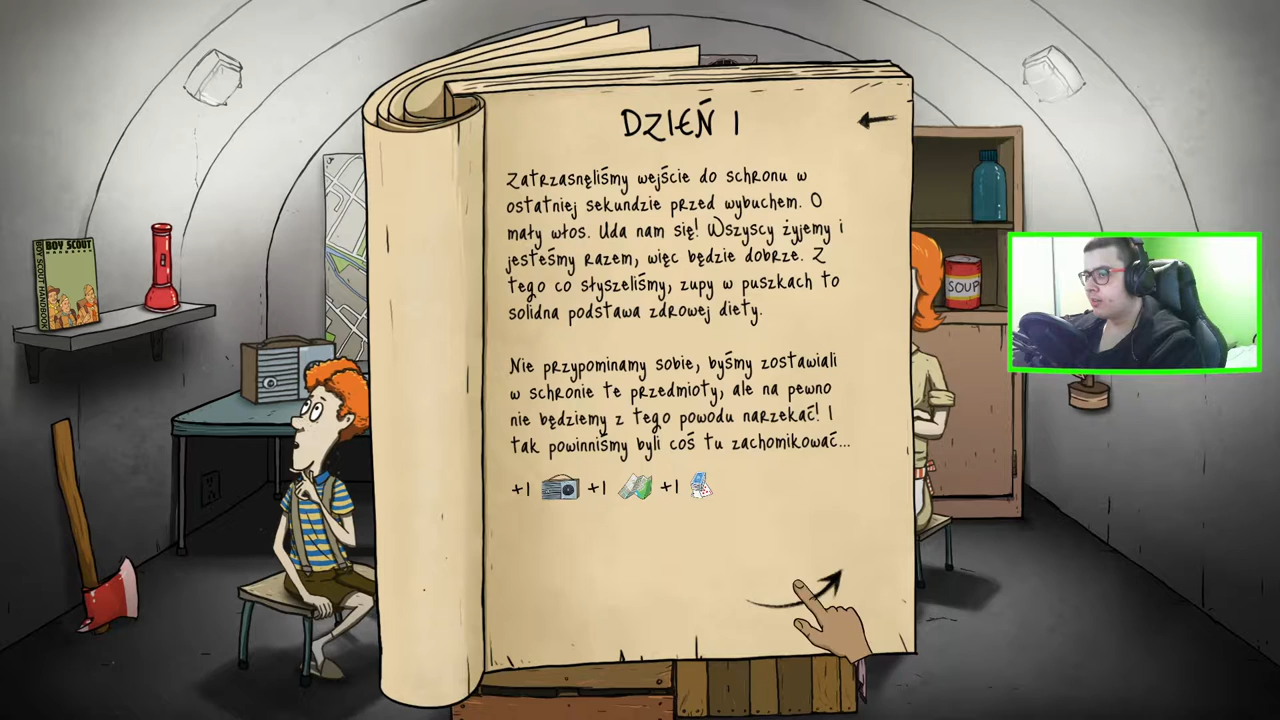 DZIEŃ 1
Zatrzasnęliśmy wejście do schronu w
ostatniej sekundzie przed wybuchem. O
mały włos. Uda nam się! Wszyscy żyjemy i
jesteśmy razem, więc będzie dobrze. Z
tego co słyszeliśmy, zupy w puszkach to
solidna podstawa zdrowej diety.
Nie przypominamy sobie, byśmy zostawiali
w schronie te przedmioty, ale na pewno
nie będziemy z tego powodu narzekać! I
tak powinniśmy byli coś tu zachomikować...
+1 +1 +1
BOY SCOUT
BOY SCOUT HANDBOOK
SOUP